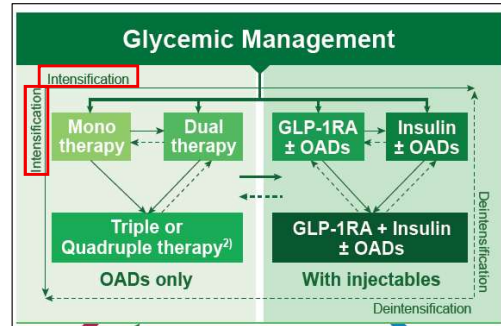 Glycemic Management
Intensification
Intensification
Mono
therapy
Dual
therapy
GLP-1RA
± OADs
Insulin
± OADs
Triple or
Quadruple therapy²⁾
GLP-1RA + Insulin
± OADs
OADs only
With injectables
Deintensification
Deintensification